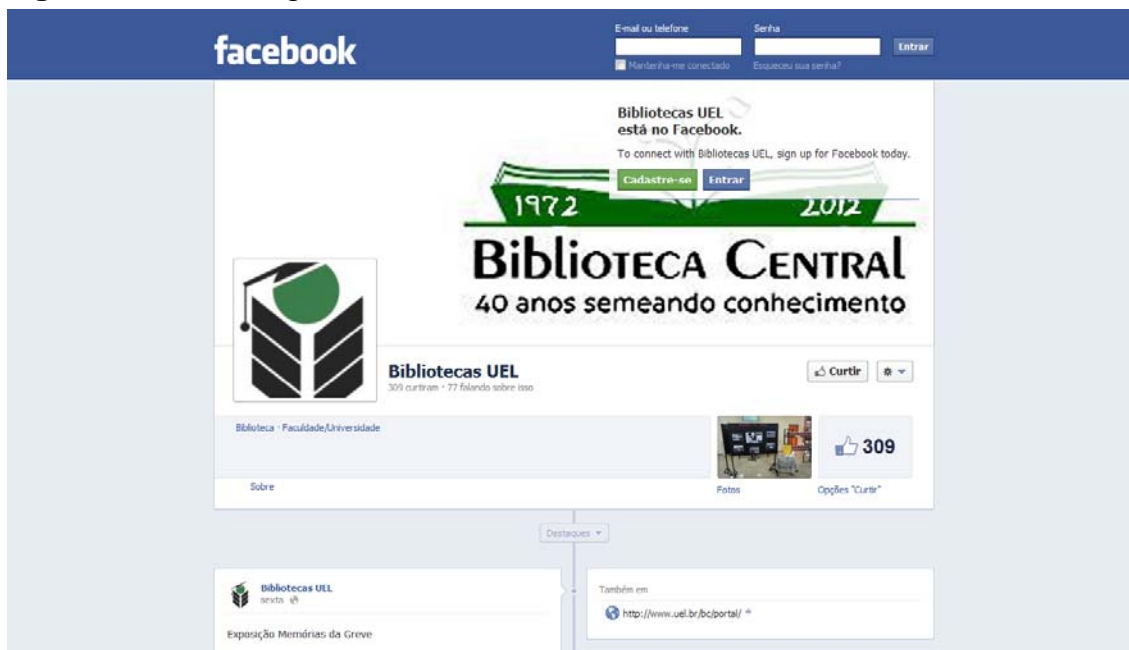 facebook
E-mail ou telefone
Senha
Entrar
Mantenha-me conectado
Esqueceu sua senha?
Bibliotecas UEL
está no Facebook.
To connect with Bibliotecas UEL, sign up for Facebook today.
Cadastre-se
Entrar
1972
2012
Biblioteca Central
40 anos semeando conhecimento
Bibliotecas UEL
309 curtiram · 77 falando sobre isso
Curtir
Biblioteca · Faculdade/Universidade
309
Sobre
Fotos
Opções "Curtir"
Destaques
Bibliotecas UEL
sexta
Exposição Memórias da Greve
Também em
http://www.uel.br/bc/portal/